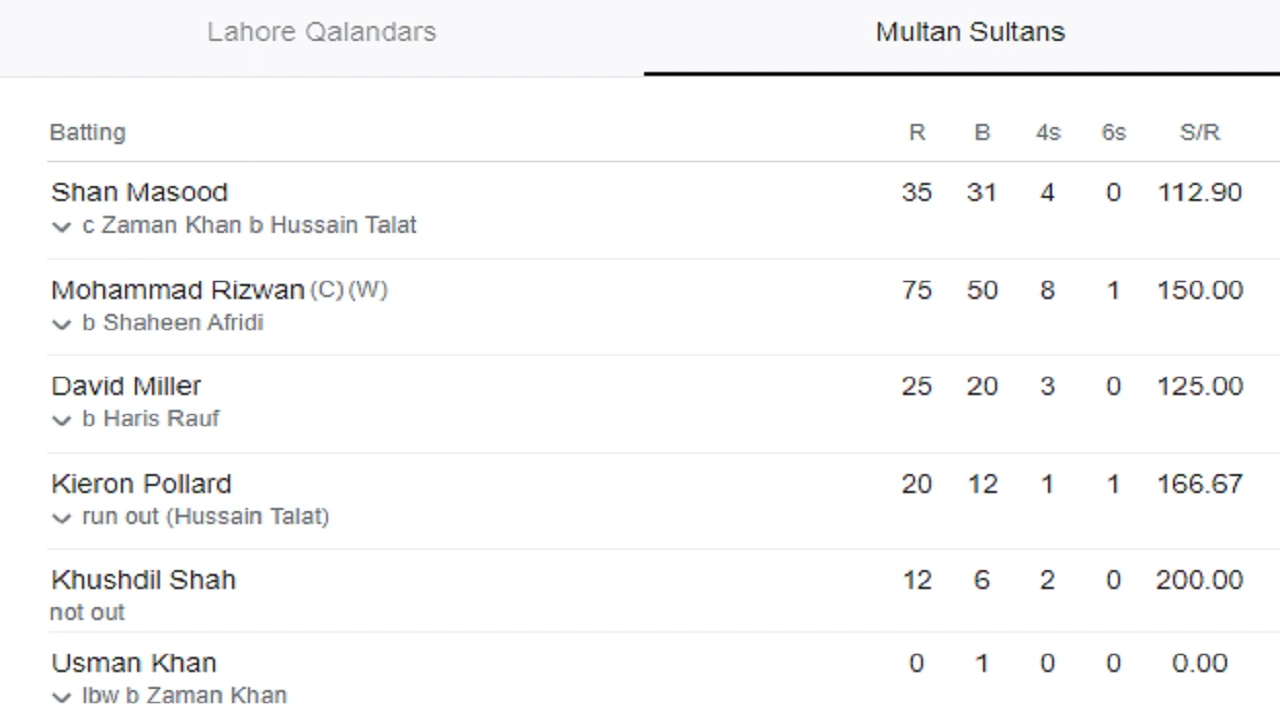 Lahore Qalandars Multan Sultans
Batting R B 4s 6s S/R
Shan Masood 35 31 4 0 112.90
c Zaman Khan b Hussain Talat
Mohammad Rizwan (C) (W) 75 50 8 1 150.00
b Shaheen Afridi
David Miller 25 20 3 0 125.00
b Haris Rauf
Kieron Pollard 20 12 1 1 166.67
run out (Hussain Talat)
Khushdil Shah 12 6 2 0 200.00
not out
Usman Khan 0 1 0 0 0.00
lbw b Zaman Khan